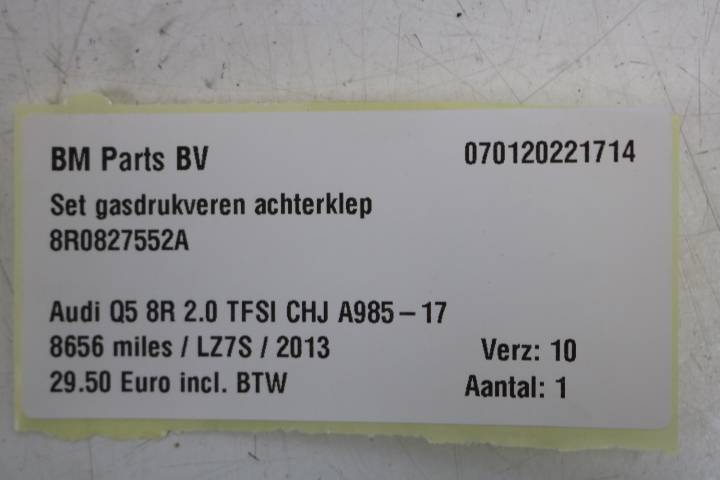 BM Parts BV 070120221714
Set gasdrukveren achterklep
8R0827552A
Audi Q5 8R 2.0 TFSI CHJ A985-17
8656 miles / LZ7S / 2013 Verz: 10
29.50 Euro incl. BTW Aantal: 1